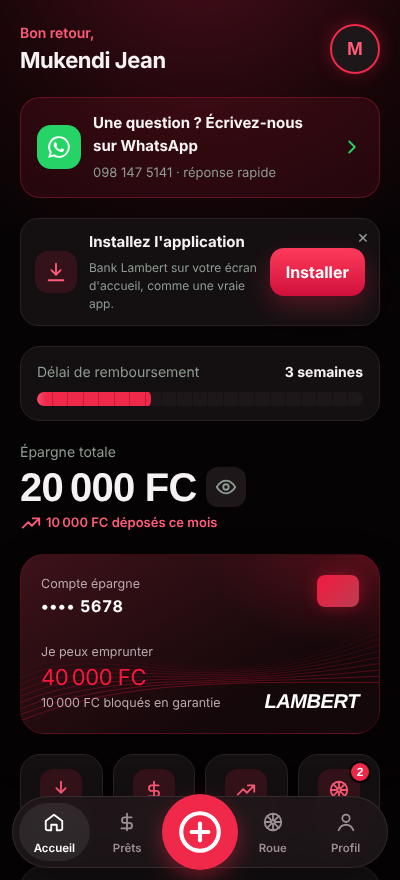 Bon retour,
Mukendi Jean
M
Une question ? Écrivez-nous
sur WhatsApp
098 147 5141 · réponse rapide
Installez l'application
Bank Lambert sur votre écran
d'accueil, comme une vraie
app.
Installer
Délai de remboursement
3 semaines
Épargne totale
20 000 FC
10 000 FC déposés ce mois
Compte épargne
•••• 5678
Je peux emprunter
40 000 FC
10 000 FC bloqués en garantie
LAMBERT
2
Accueil
Prêts
Roue
Profil